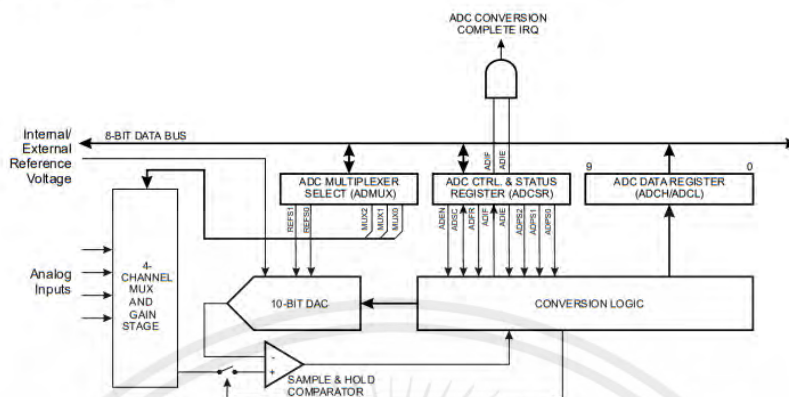 ADC CONVERSION
COMPLETE IRQ
Internal/
External
Reference
Voltage
8-BIT DATA BUS
ADIF
ADIE
9
0
ADC MULTIPLEXER
SELECT (ADMUX)
ADC CTRL. & STATUS
REGISTER (ADCSR)
ADC DATA REGISTER
(ADCH/ADCL)
REFS1
REFS0
MUX2
MUX1
MUX0
ADEN
ADSC
ADFR
ADIF
ADIE
ADPS2
ADPS1
ADPS0
Analog
Inputs
4-
CHANNEL
MUX
AND
GAIN
STAGE
10-BIT DAC
CONVERSION LOGIC
-
+
SAMPLE & HOLD
COMPARATOR